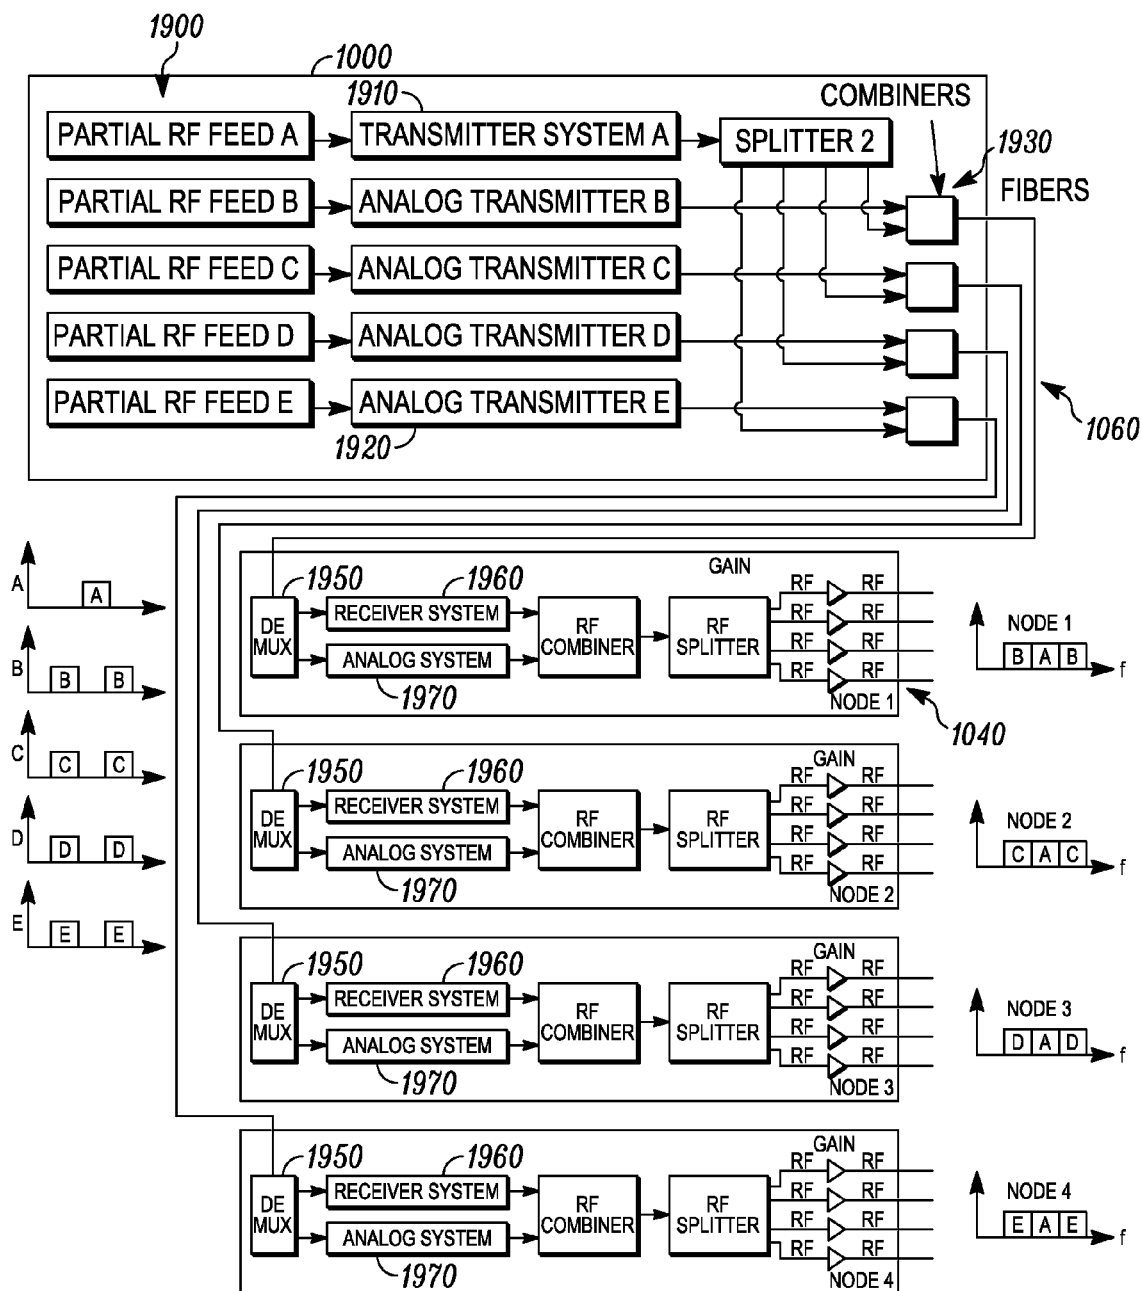 1900
1000
1910
COMBINERS
PARTIAL RF FEED A
TRANSMITTER SYSTEM A
SPLITTER 2
1930
FIBERS
PARTIAL RF FEED B
ANALOG TRANSMITTER B
PARTIAL RF FEED C
ANALOG TRANSMITTER C
PARTIAL RF FEED D
ANALOG TRANSMITTER D
PARTIAL RF FEED E
ANALOG TRANSMITTER E
1920
1060
A
A
B
B B
C
C C
D
D D
E
E E
GAIN
1950
1960
DE
MUX
RECEIVER SYSTEM
ANALOG SYSTEM
1970
RF
COMBINER
RF
SPLITTER
RF RF
RF RF
RF RF
RF RF
NODE 1
1040
NODE 1
B A B
f
GAIN
1950
1960
DE
MUX
RECEIVER SYSTEM
ANALOG SYSTEM
1970
RF
COMBINER
RF
SPLITTER
RF RF
RF RF
RF RF
RF RF
NODE 2
NODE 2
C A C
f
GAIN
1950
1960
DE
MUX
RECEIVER SYSTEM
ANALOG SYSTEM
1970
RF
COMBINER
RF
SPLITTER
RF RF
RF RF
RF RF
RF RF
NODE 3
NODE 3
D A D
f
GAIN
1950
1960
DE
MUX
RECEIVER SYSTEM
ANALOG SYSTEM
1970
RF
COMBINER
RF
SPLITTER
RF RF
RF RF
RF RF
RF RF
NODE 4
NODE 4
E A E
f